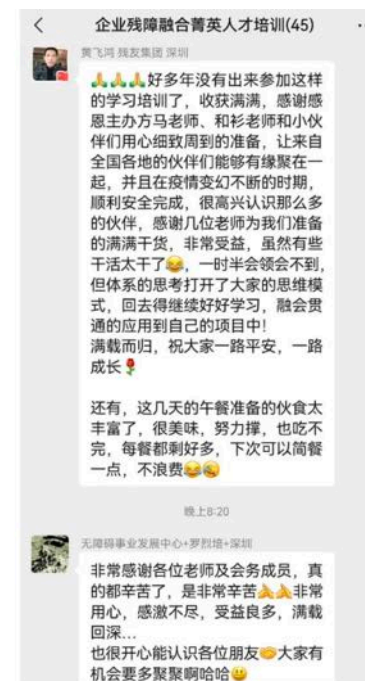 企业残障融合菁英人才培训(45)
黄飞鸿 残友集团 深圳
🙏🙏🙏好多年没有出来参加这样
的学习培训了，收获满满，感谢感
恩主办方马老师、和衫老师和小伙
伴们用心细致周到的准备，让来自
全国各地的伙伴们能够有缘聚在一
起，并且在疫情变幻不断的时期，
顺利安全完成，很高兴认识那么多
的伙伴，感谢几位老师为我们准备
的满满干货，非常受益，虽然有些
干活太干了😂，一时半会领会不到，
但体系的思考打开了大家的思维模
式，回去得继续好好学习，融会贯
通的应用到自己的项目中！
满载而归，祝大家一路平安，一路
成长🌹
还有，这几天的午餐准备的伙食太
丰富了，很美味，努力撑，也吃不
完，每餐都剩好多，下次可以简餐
一点，不浪费😂😪
晚上8:20
无障碍事业发展中心+罗烈培+深圳
非常感谢各位老师及会务成员，真
的都辛苦了，是非常辛苦🙏🙏非常
用心，感激不尽，受益良多，满载
回深...
也很开心能认识各位朋友🤝大家有
机会要多聚聚啊哈哈😃